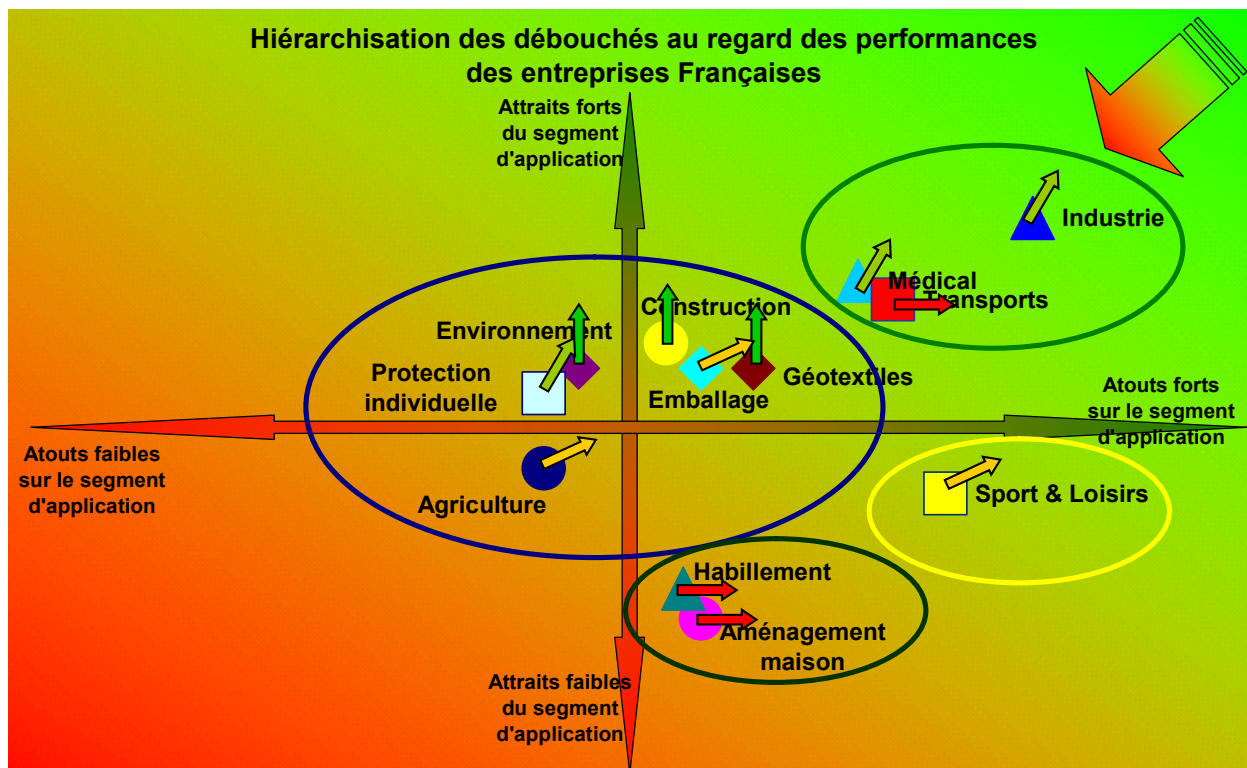 Hiérarchisation des débouchés au regard des performances
des entreprises Françaises
Attraits forts
du segment
d'application
Industrie
Médical
Transports
Construction
Environnement
Protection
individuelle
Géotextiles
Emballage
Atouts forts
sur le segment
d'application
Atouts faibles
sur le segment
d'application
Agriculture
Sport & Loisirs
Habillement
Aménagement
maison
Attraits faibles
du segment
d'application